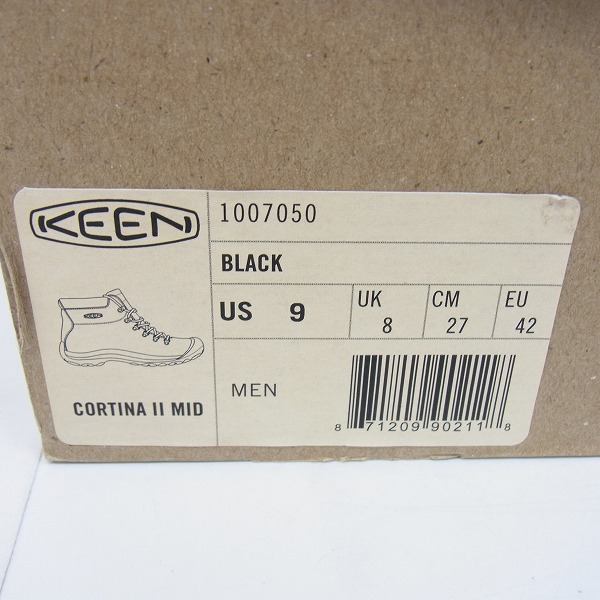 KEEN
1007050
BLACK
US 9
UK 8
CM 27
EU 42
KEEN
CORTINA II MID
MEN
8 71209 90211 8